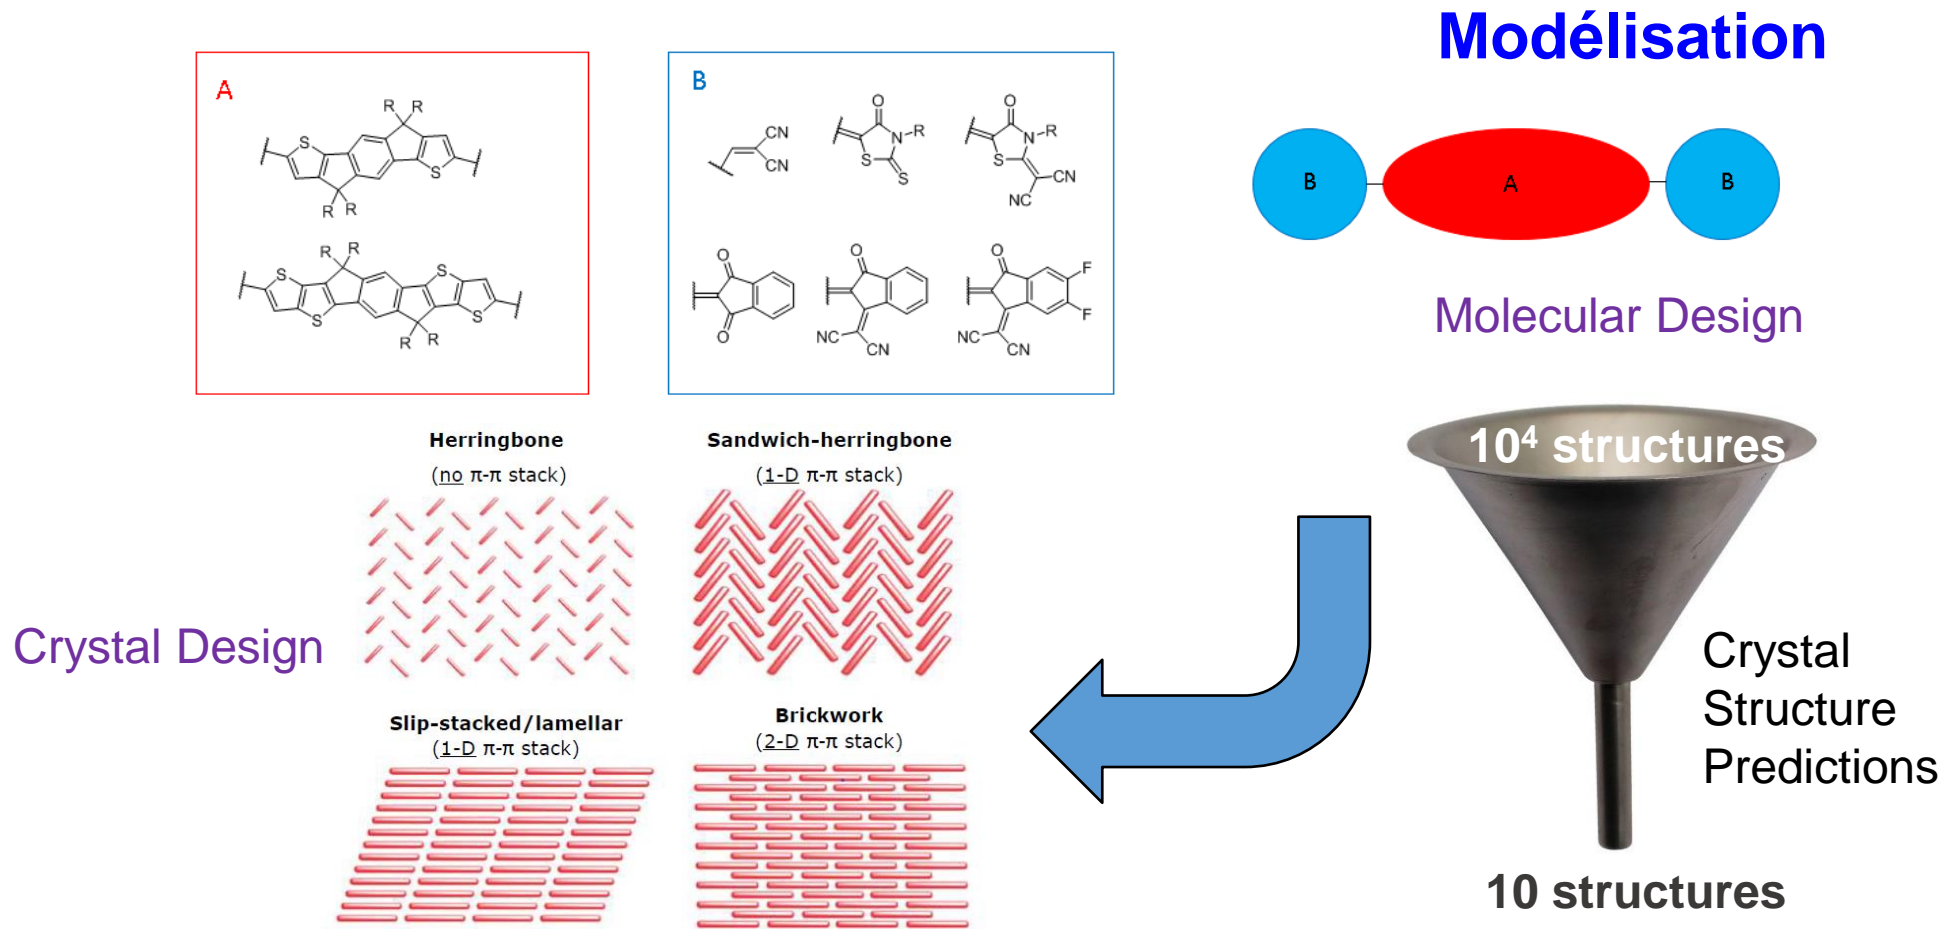 Modélisation
A
R R
S
S
R R
R R
S
S
S
S
R R
B
CN
CN
O
N-R
S
S
O
N-R
S
CN
NC
O
O
O
NC
CN
O
F
F
NC
CN
B
A
B
Molecular Design
Herringbone
(no π-π stack)
Sandwich-herringbone
(1-D π-π stack)
10⁴ structures
Crystal Design
Crystal
Structure
Predictions
Slip-stacked/lamellar
(1-D π-π stack)
Brickwork
(2-D π-π stack)
10 structures